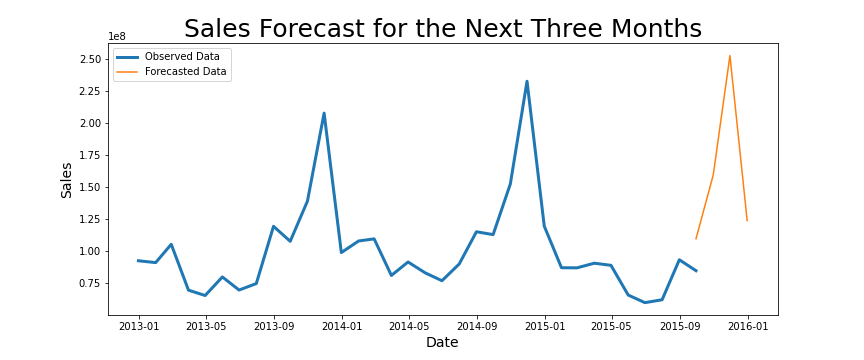 Sales Forecast for the Next Three Months
1e8
Observed Data
Forecasted Data
2.50
2.25
2.00
1.75
1.50
1.25
1.00
0.75
Sales
2013-01 2013-05 2013-09 2014-01 2014-05 2014-09 2015-01 2015-05 2015-09 2016-01
Date